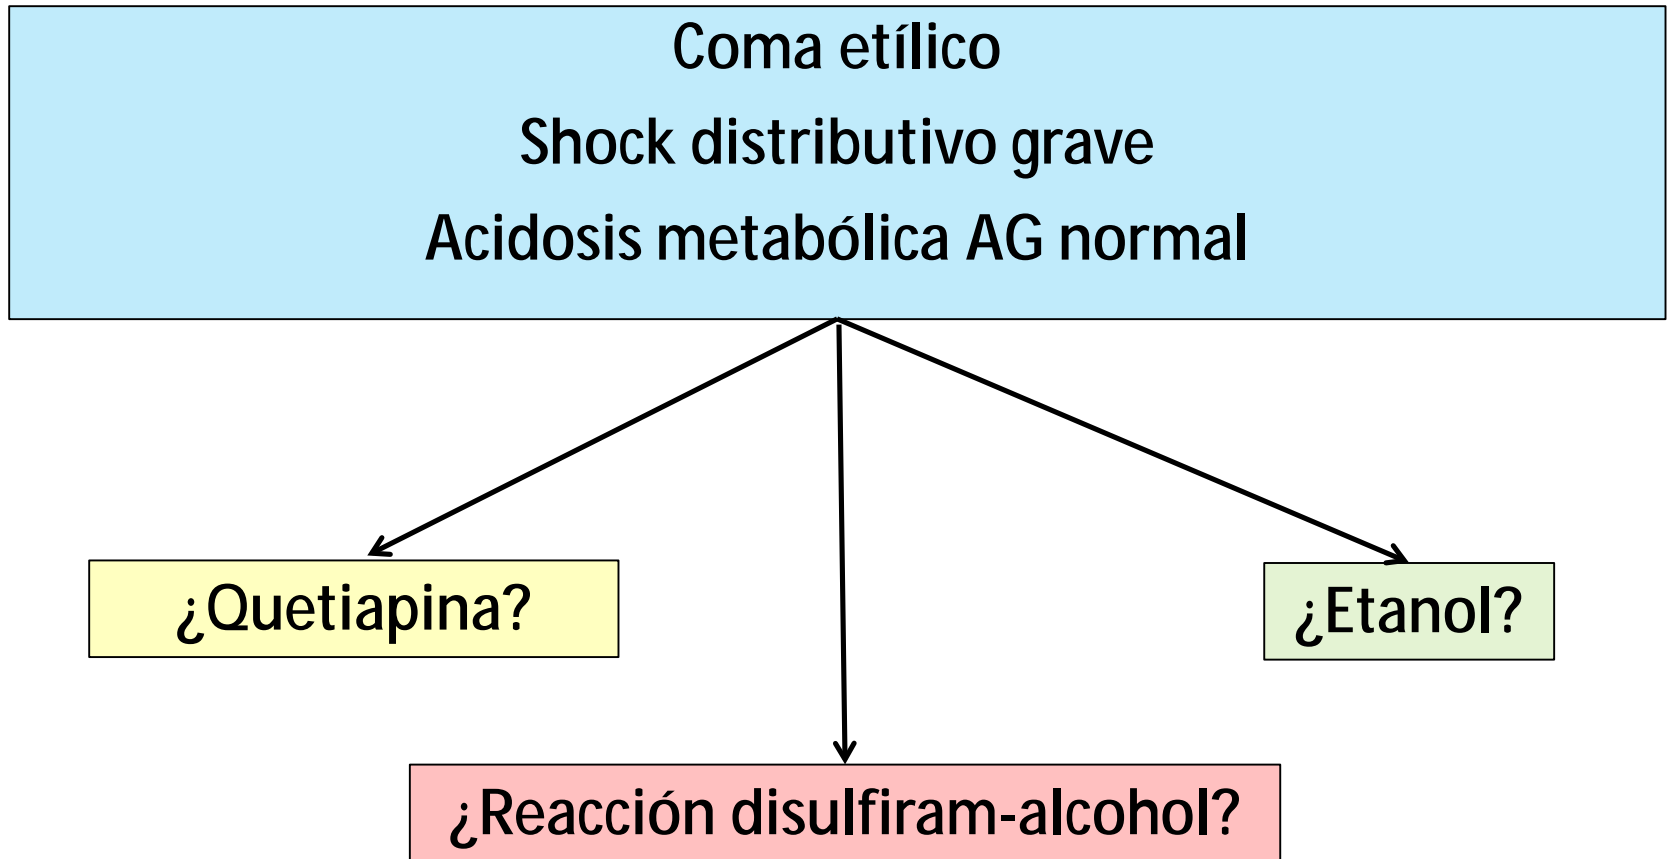 Coma etílico
Shock distributivo grave
Acidosis metabólica AG normal
¿Quetiapina?
¿Etanol?
¿Reacción disulfiram-alcohol?